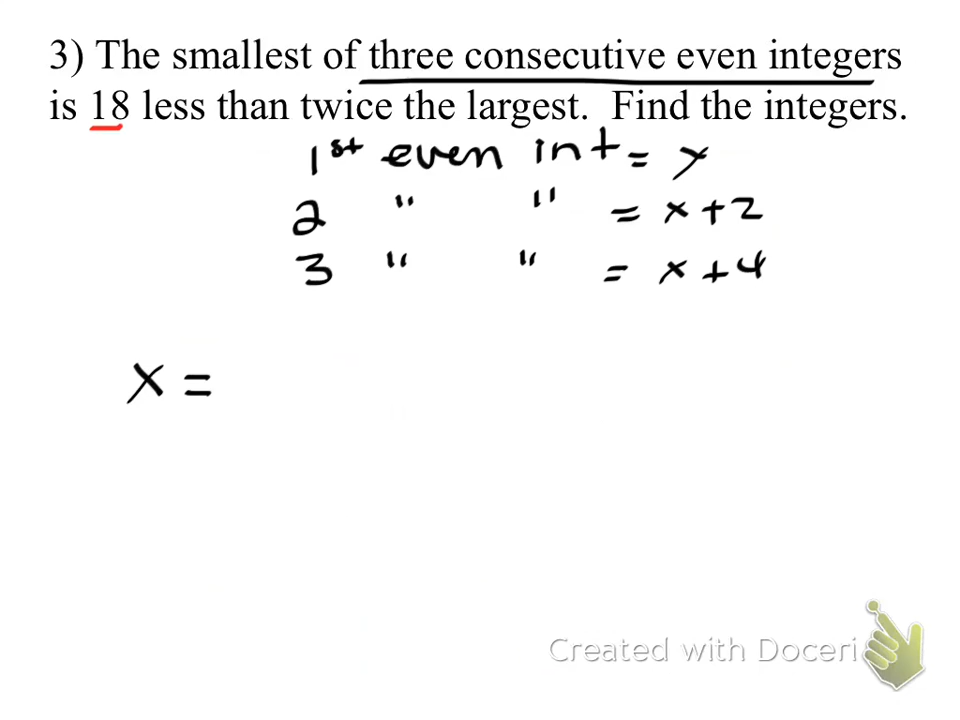 3) The smallest of three consecutive even integers
is 18 less than twice the largest. Find the integers.
1st even int = x
2 " " = x+2
3 " " = x+4
x =
Created with Doceri